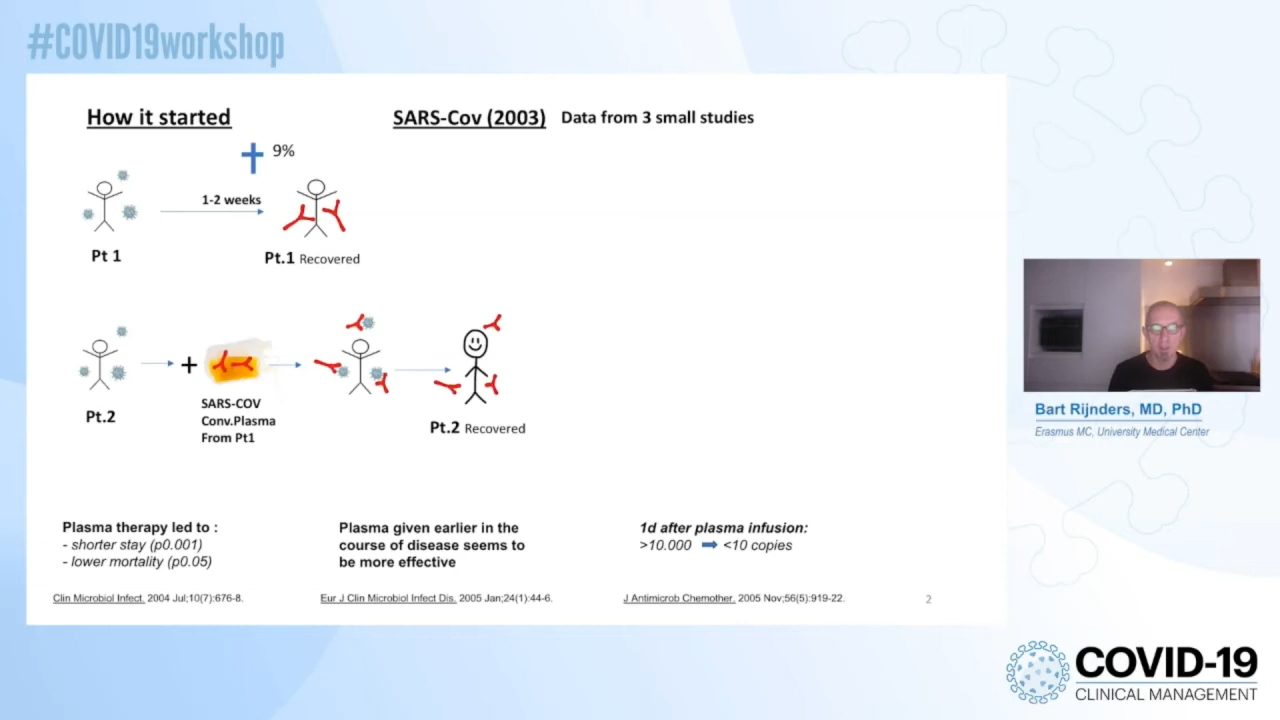 #COVID19workshop
How it started
SARS-Cov (2003) Data from 3 small studies
9%
1-2 weeks
Pt 1
Pt.1 Recovered
+
SARS-COV
Conv.Plasma
From Pt1
Pt.2
Pt.2 Recovered
Plasma therapy led to :
- shorter stay (p0.001)
- lower mortality (p0.05)
Plasma given earlier in the
course of disease seems to
be more effective
1d after plasma infusion:
>10.000 ➡ <10 copies
Clin Microbiol Infect. 2004 Jul;10(7):676-8.
Eur J Clin Microbiol Infect Dis. 2005 Jan;24(1):44-6.
J Antimicrob Chemother. 2005 Nov;56(5):919-22.
2
Bart Rijnders, MD, PhD
Erasmus MC, University Medical Center
COVID-19
CLINICAL MANAGEMENT